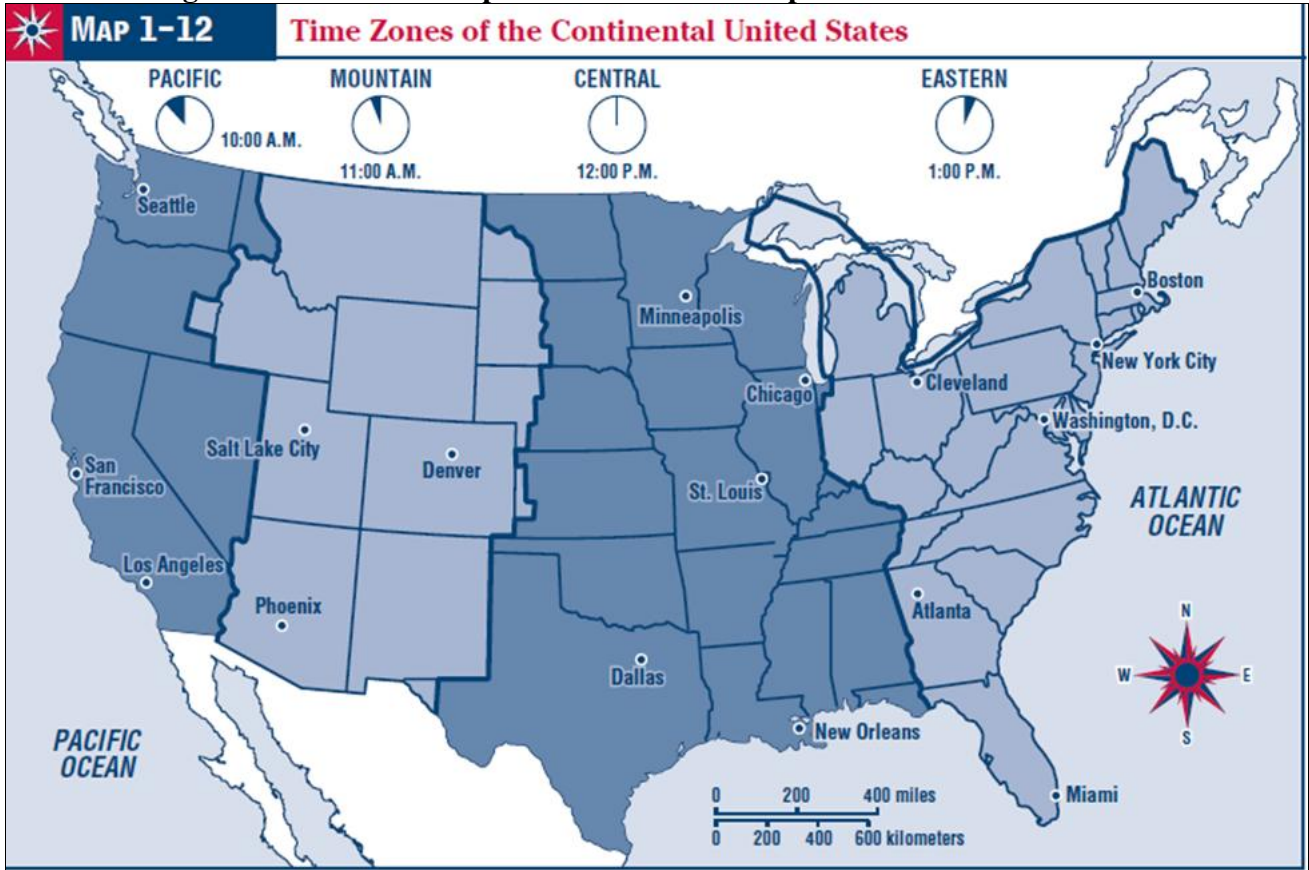 MAP 1–12
Time Zones of the Continental United States
PACIFIC
10:00 A.M.
MOUNTAIN
11:00 A.M.
CENTRAL
12:00 P.M.
EASTERN
1:00 P.M.
Seattle
Boston
Minneapolis
New York City
Chicago
Cleveland
Washington, D.C.
Salt Lake City
Denver
San
Francisco
St. Louis
ATLANTIC
OCEAN
Los Angeles
Phoenix
Atlanta
N
W
E
S
Dallas
New Orleans
PACIFIC
OCEAN
0 200 400 miles
0 200 400 600 kilometers
Miami